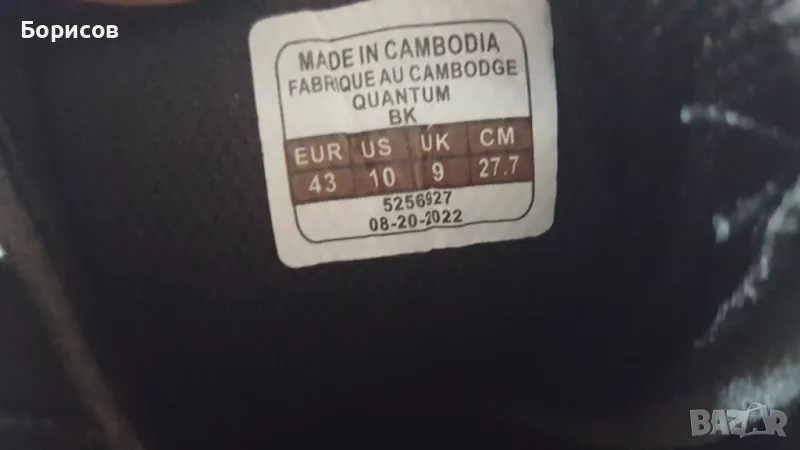 Борисов
MADE IN CAMBODIA
FABRIQUE AU CAMBODGE
QUANTUM
BK
EUR US UK CM
43 10 9 27.7
5256927
08-20-2022
BAZAR